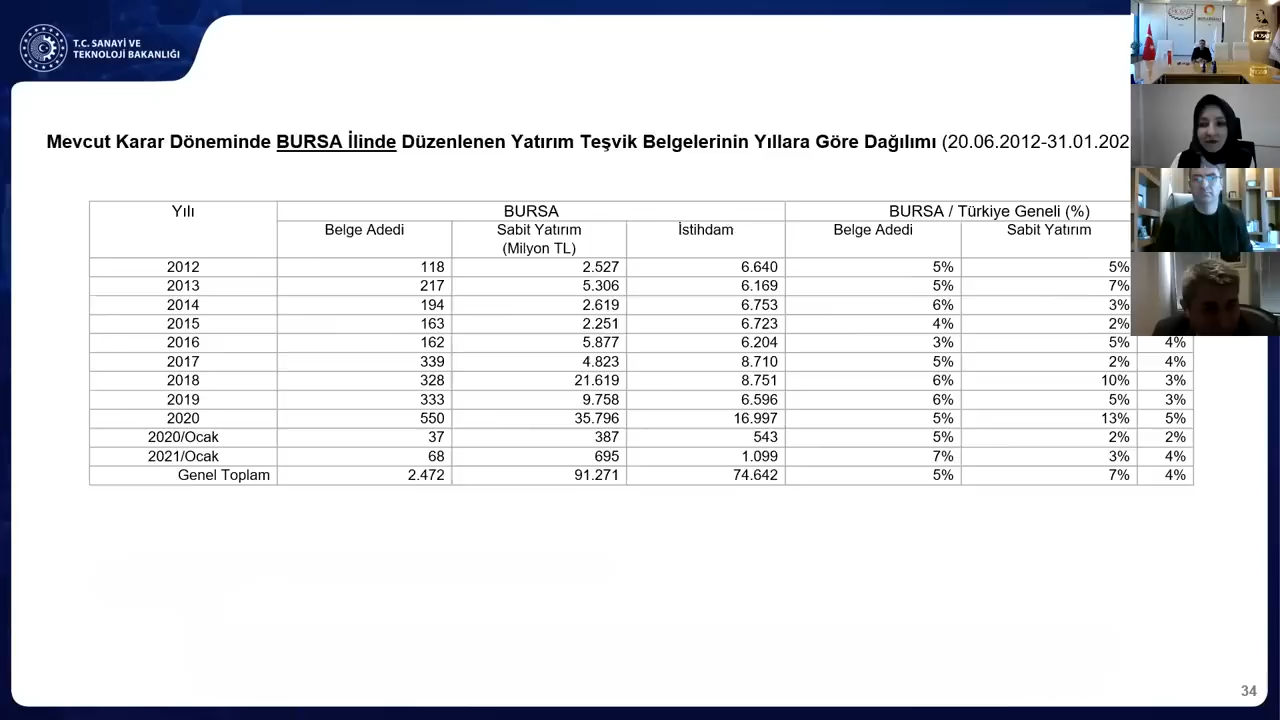 T.C. SANAYİ VE
TEKNOLOJİ BAKANLIĞI
Mevcut Karar Döneminde BURSA İlinde Düzenlenen Yatırım Teşvik Belgelerinin Yıllara Göre Dağılımı (20.06.2012-31.01.202
Yılı BURSA BURSA / Türkiye Geneli (%)
Belge Adedi Sabit Yatırım İstihdam Belge Adedi Sabit Yatırım
(Milyon TL)
2012 118 2.527 6.640 5% 5%
2013 217 5.306 6.169 5% 7%
2014 194 2.619 6.753 6% 3%
2015 163 2.251 6.723 4% 2%
2016 162 5.877 6.204 3% 5% 4%
2017 339 4.823 8.710 5% 2% 4%
2018 328 21.619 8.751 6% 10% 3%
2019 333 9.758 6.596 6% 5% 3%
2020 550 35.796 16.997 5% 13% 5%
2020/Ocak 37 387 543 5% 2% 2%
2021/Ocak 68 695 1.099 7% 3% 4%
Genel Toplam 2.472 91.271 74.642 5% 7% 4%
34